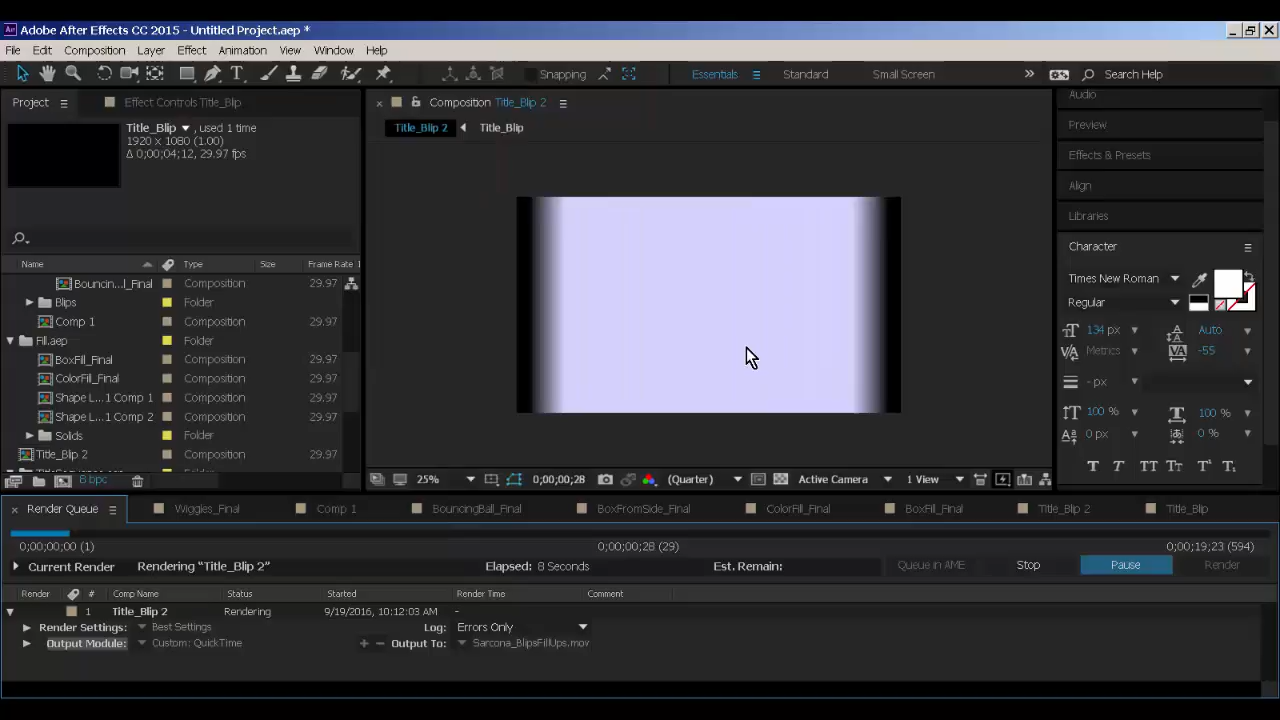 Adobe After Effects CC 2015 - Untitled Project.aep *
File Edit Composition Layer Effect Animation View Window Help
Snapping Essentials Standard Small Screen Search Help
Project Effect Controls Title_Blip
Composition Title_Blip 2
Audio
Title_Blip , used 1 time
1920 x 1080 (1.00)
Δ 0;00;04;12, 29.97 fps
Title_Blip 2 Title_Blip
Preview
Effects & Presets
Align
Libraries
Character
Times New Roman
Regular
134 px Auto
Metrics -55
- px
100 % 100 %
0 px 0 %
T T TT Tt T¹ T₁
Name Type Size Frame Rate
Bouncin...l_Final Composition 29.97
Blips Folder
Comp 1 Composition 29.97
Fill.aep Folder
BoxFill_Final Composition 29.97
ColorFill_Final Composition 29.97
Shape L...1 Comp 1 Composition 29.97
Shape L...1 Comp 2 Composition 29.97
Solids Folder
Title_Blip 2 Composition 29.97
8 bpc
25% 0;00;00;28 (Quarter) Active Camera 1 View
Render Queue Wiggles_Final Comp 1 BouncingBall_Final BoxFromSide_Final ColorFill_Final BoxFill_Final Title_Blip 2 Title_Blip
0;00;00;00 (1) 0;00;00;28 (29) 0;00;19;23 (594)
Current Render Rendering "Title_Blip 2" Elapsed: 8 Seconds Est. Remain: Queue in AME Stop Pause Render
Render # Comp Name Status Started Render Time Comment
1 Title_Blip 2 Rendering 9/19/2016, 10:12:03 AM -
Render Settings: Best Settings Log: Errors Only
Output Module: Custom: QuickTime + − Output To: Sarcona_BlipsFillUps.mov